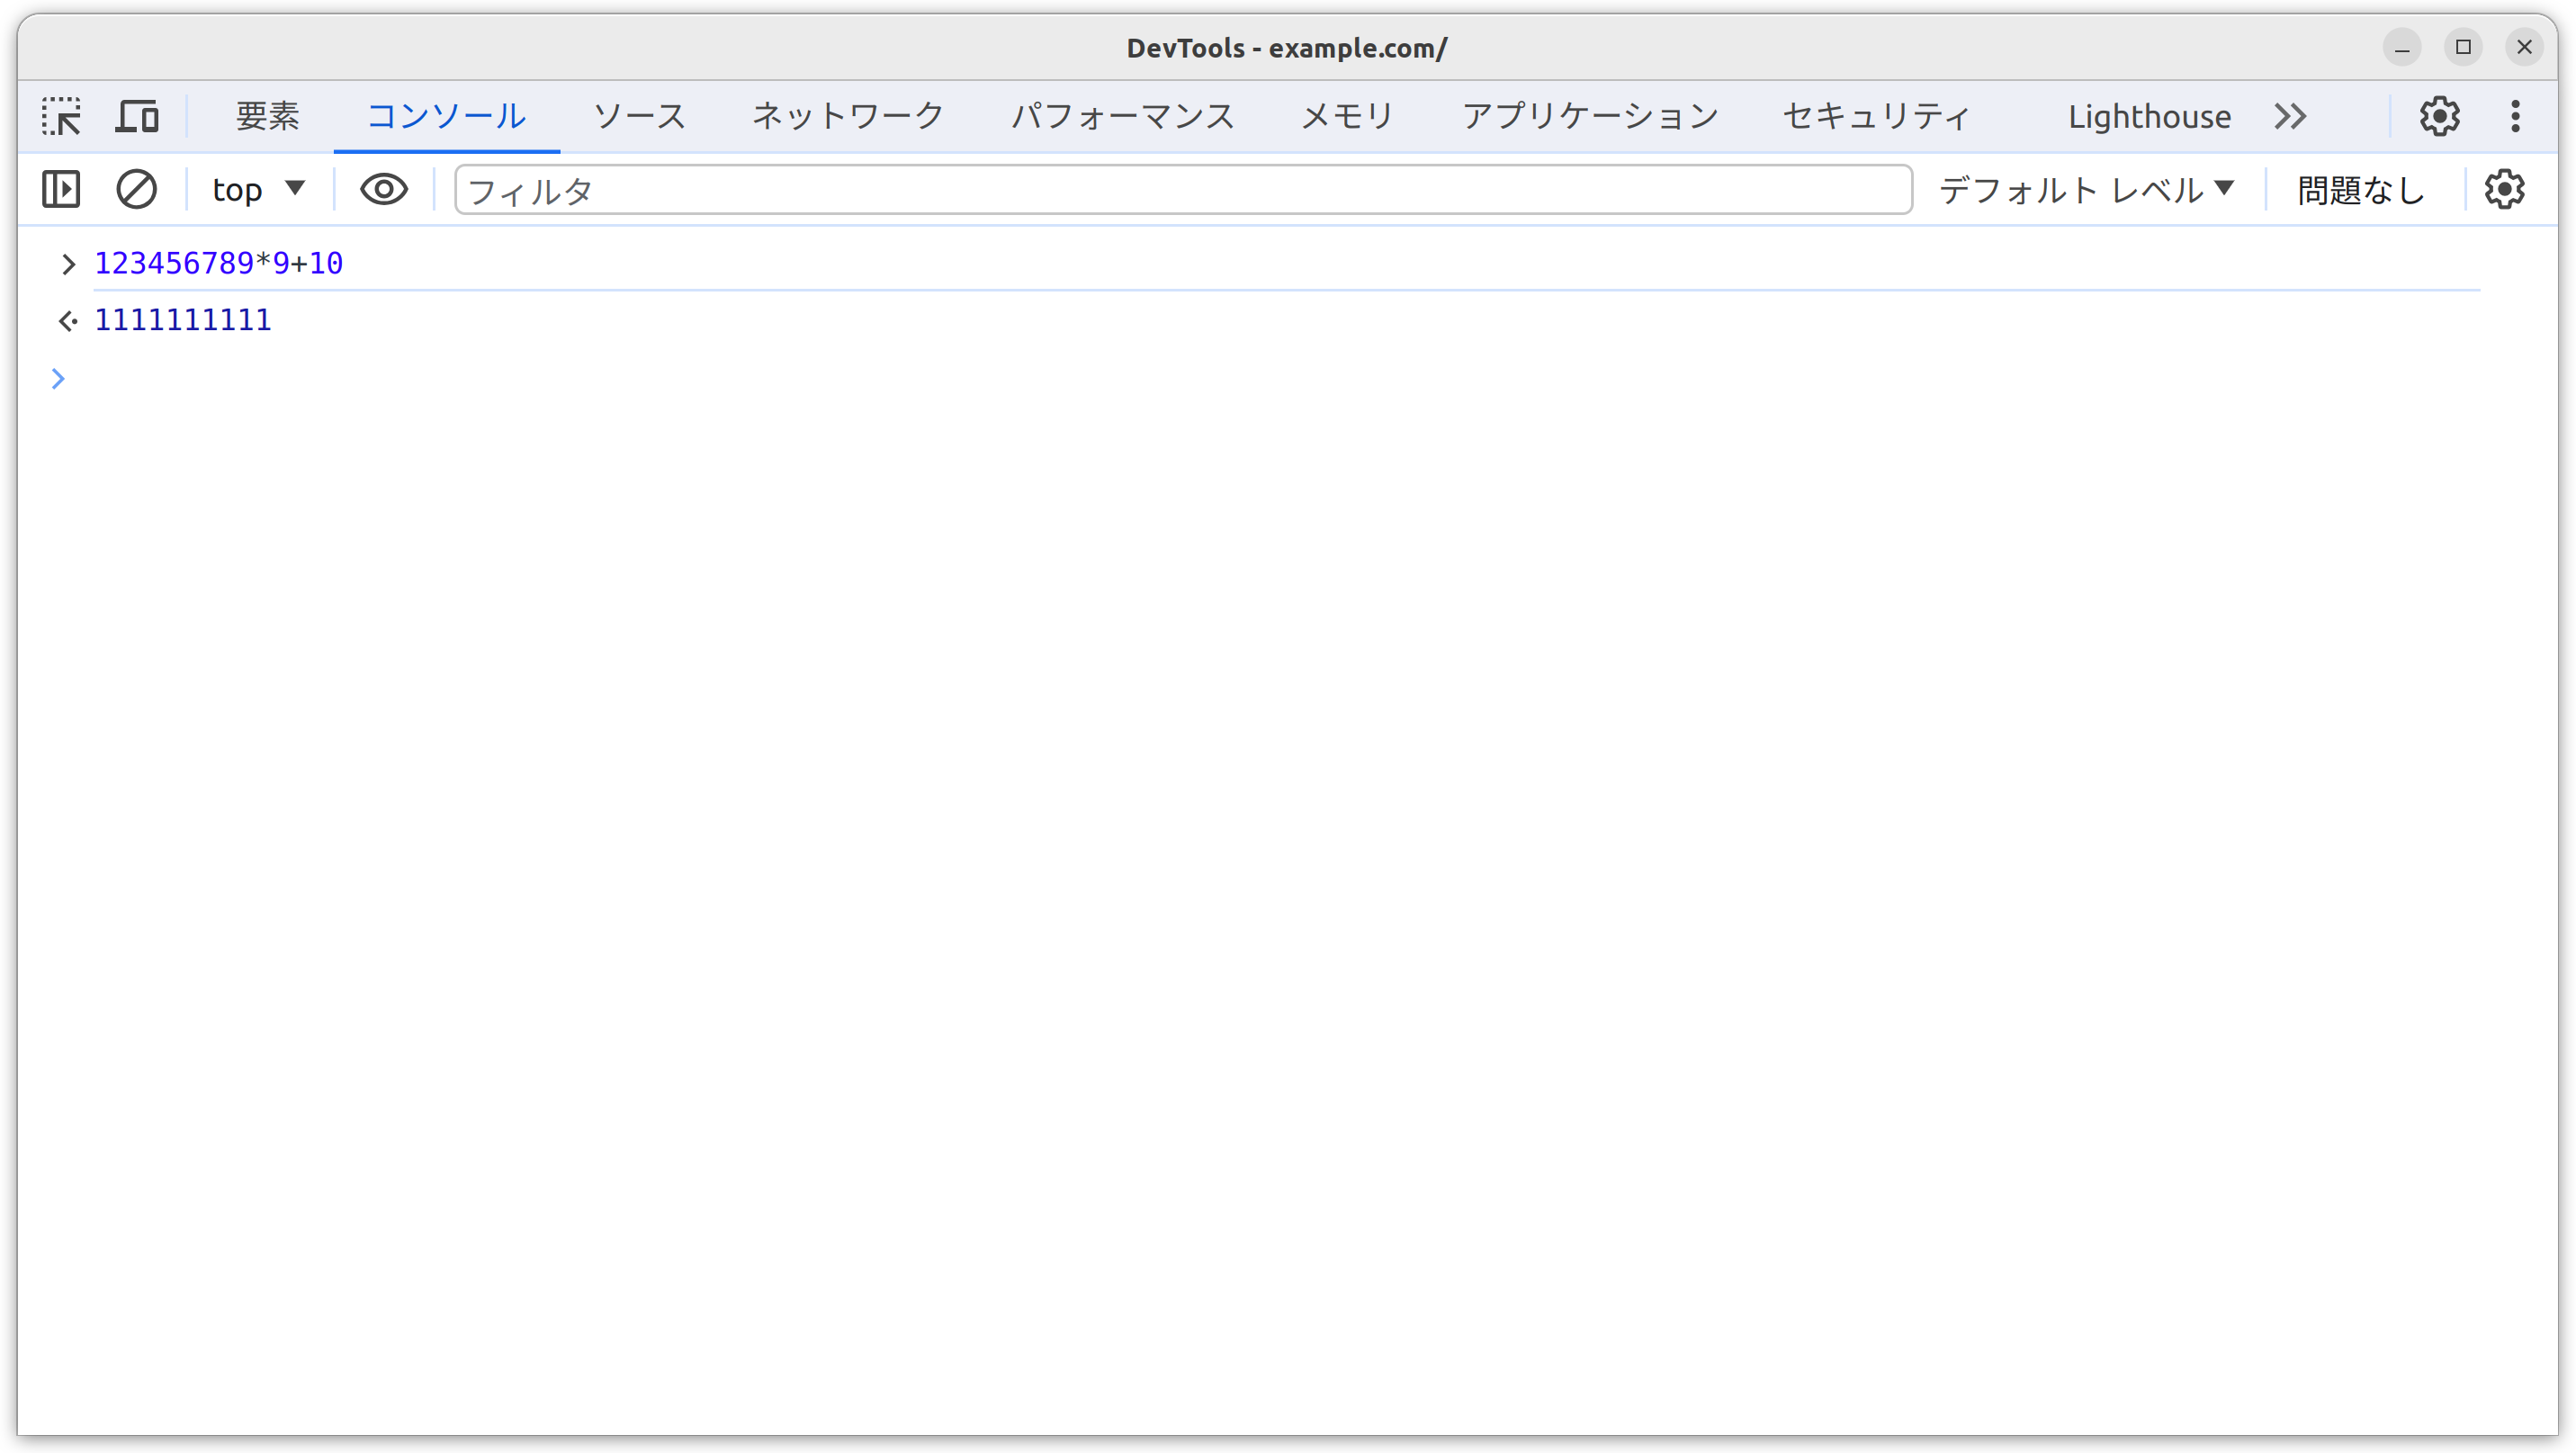 DevTools - example.com/
要素 コンソール ソース ネットワーク パフォーマンス メモリ アプリケーション セキュリティ Lighthouse
top フィルタ デフォルト レベル 問題なし
123456789*9+10
1111111111